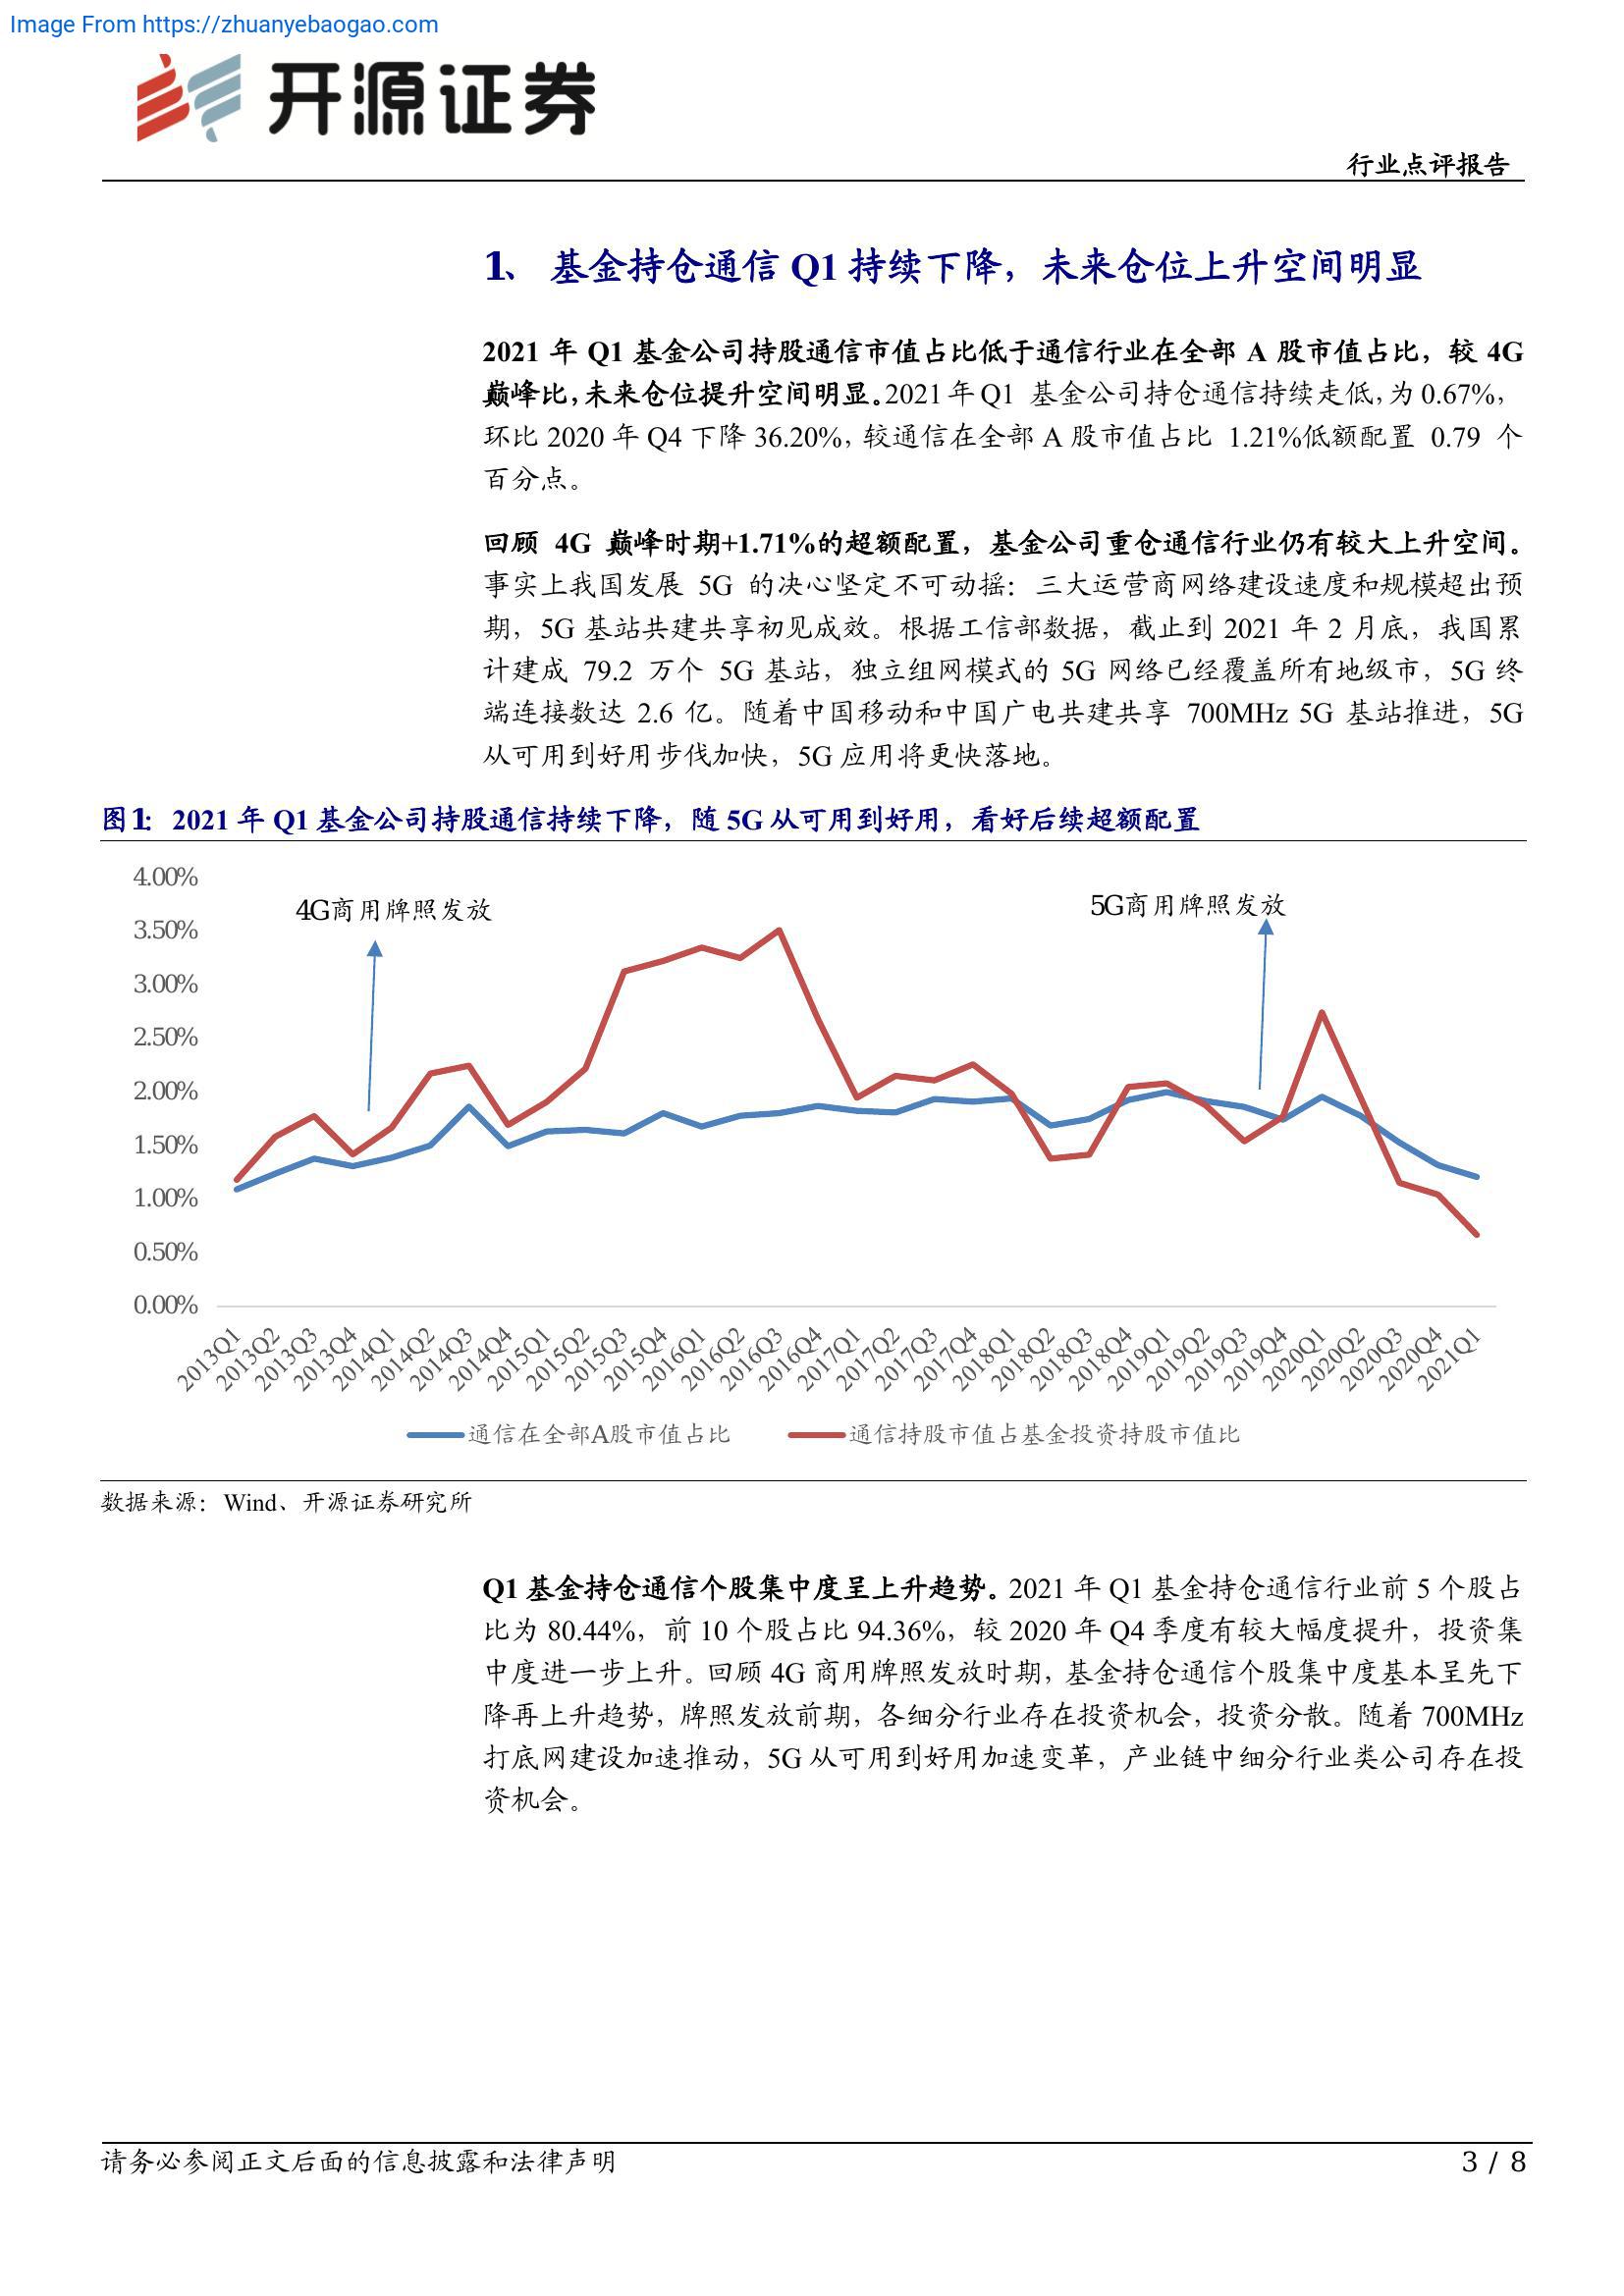 Image From https://zhuanyebaogao.com
开源证券
行业点评报告
1、 基金持仓通信 Q1 持续下降，未来仓位上升空间明显
2021 年 Q1 基金公司持股通信市值占比低于通信行业在全部 A 股市值占比，较 4G
巅峰比，未来仓位提升空间明显。2021 年 Q1 基金公司持仓通信持续走低，为 0.67%，
环比 2020 年 Q4 下降 36.20%，较通信在全部 A 股市值占比 1.21%低额配置 0.79 个
百分点。
回顾 4G 巅峰时期+1.71%的超额配置，基金公司重仓通信行业仍有较大上升空间。
事实上我国发展 5G 的决心坚定不可动摇：三大运营商网络建设速度和规模超出预
期，5G 基站共建共享初见成效。根据工信部数据，截止到 2021 年 2 月底，我国累
计建成 79.2 万个 5G 基站，独立组网模式的 5G 网络已经覆盖所有地级市，5G 终
端连接数达 2.6 亿。随着中国移动和中国广电共建共享 700MHz 5G 基站推进，5G
从可用到好用步伐加快，5G 应用将更快落地。
图1： 2021 年 Q1 基金公司持股通信持续下降，随 5G 从可用到好用，看好后续超额配置
4.00%
3.50%
3.00%
2.50%
2.00%
1.50%
1.00%
0.50%
0.00%
4G商用牌照发放
5G商用牌照发放
2013Q1
2013Q2
2013Q3
2013Q4
2014Q1
2014Q2
2014Q3
2014Q4
2015Q1
2015Q2
2015Q3
2015Q4
2016Q1
2016Q2
2016Q3
2016Q4
2017Q1
2017Q2
2017Q3
2017Q4
2018Q1
2018Q2
2018Q3
2018Q4
2019Q1
2019Q2
2019Q3
2019Q4
2020Q1
2020Q2
2020Q3
2020Q4
2021Q1
通信在全部A股市值占比
通信持股市值占基金投资持股市值比
数据来源：Wind、开源证券研究所
Q1 基金持仓通信个股集中度呈上升趋势。2021 年 Q1 基金持仓通信行业前 5 个股占
比为 80.44%，前 10 个股占比 94.36%，较 2020 年 Q4 季度有较大幅度提升，投资集
中度进一步上升。回顾 4G 商用牌照发放时期，基金持仓通信个股集中度基本呈先下
降再上升趋势，牌照发放前期，各细分行业存在投资机会，投资分散。随着 700MHz
打底网建设加速推动，5G 从可用到好用加速变革，产业链中细分行业类公司存在投
资机会。
请务必参阅正文后面的信息披露和法律声明
3 / 8